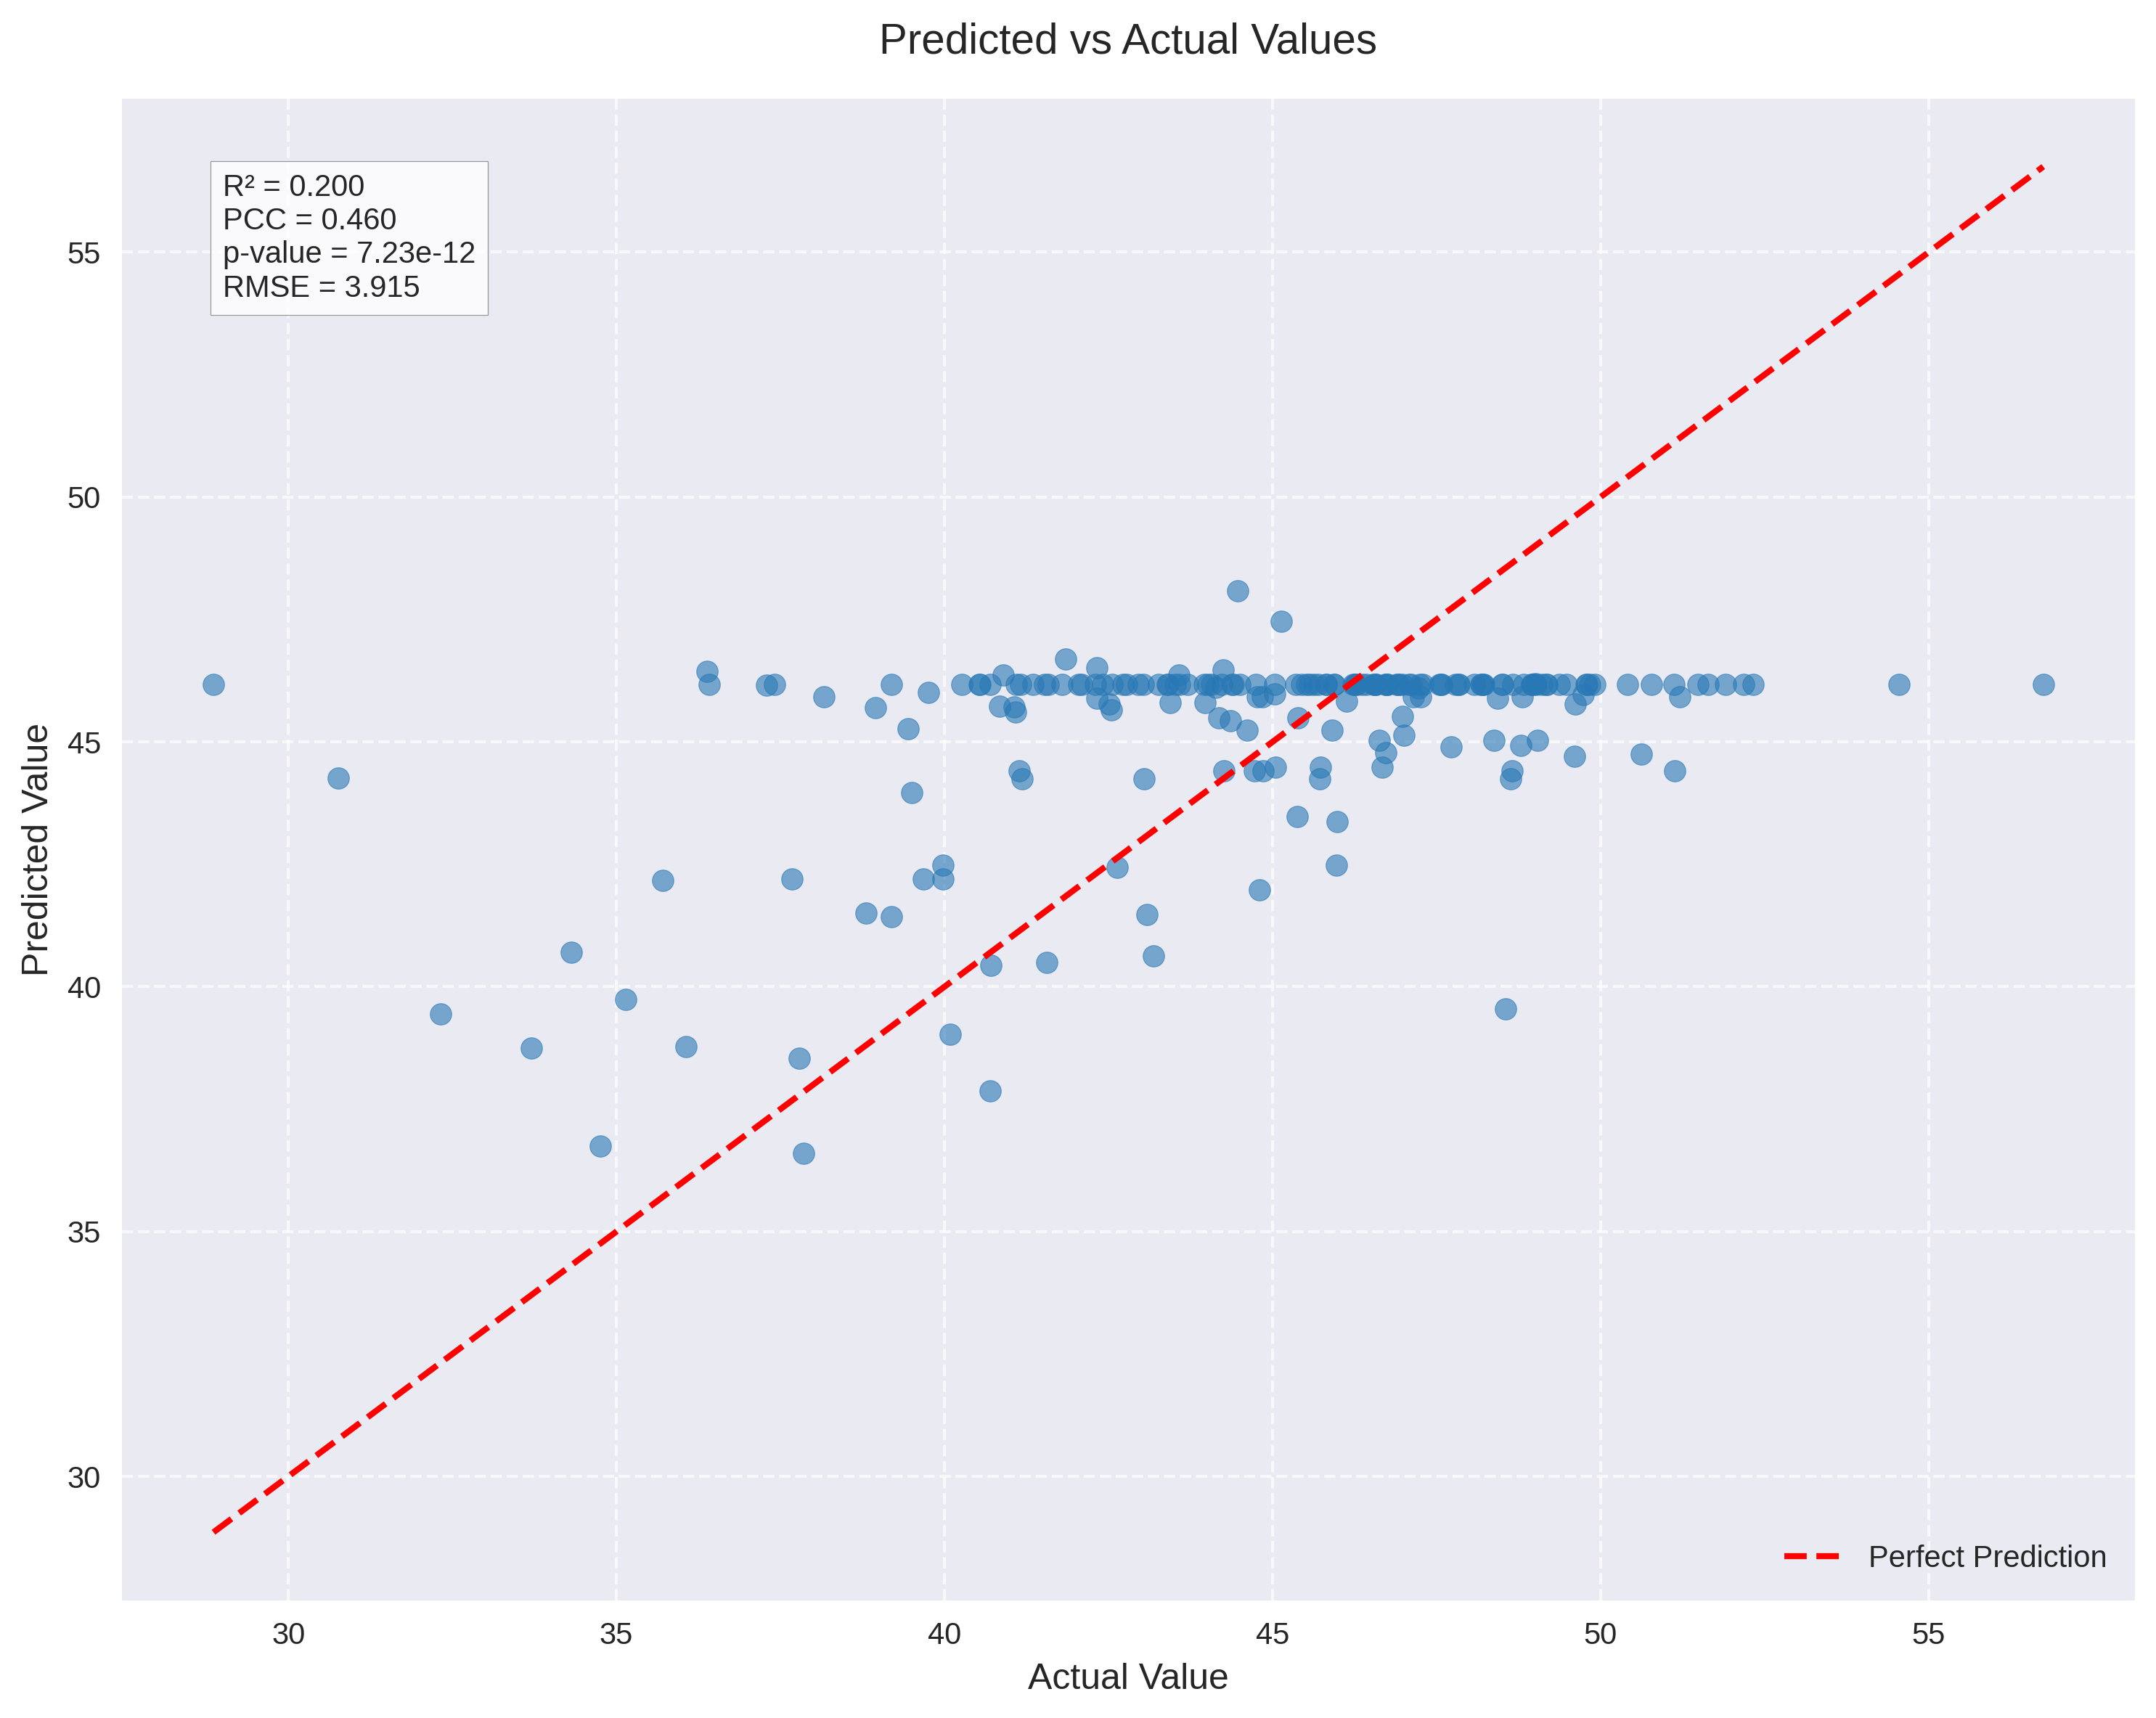 Predicted vs Actual Values
R² = 0.200
PCC = 0.460
p-value = 7.23e-12
RMSE = 3.915
55
50
45
40
35
30
Predicted Value
Perfect Prediction
30 35 40 45 50 55
Actual Value